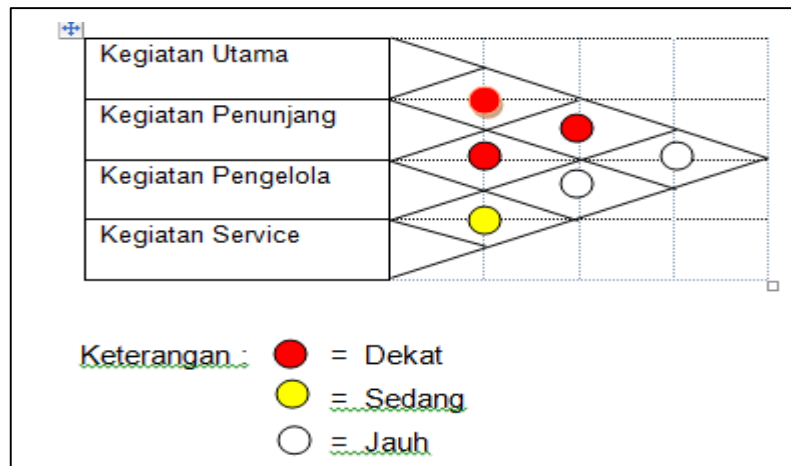 Kegiatan Utama
Kegiatan Penunjang
Kegiatan Pengelola
Kegiatan Service
Keterangan : = Dekat
= Sedang
= Jauh